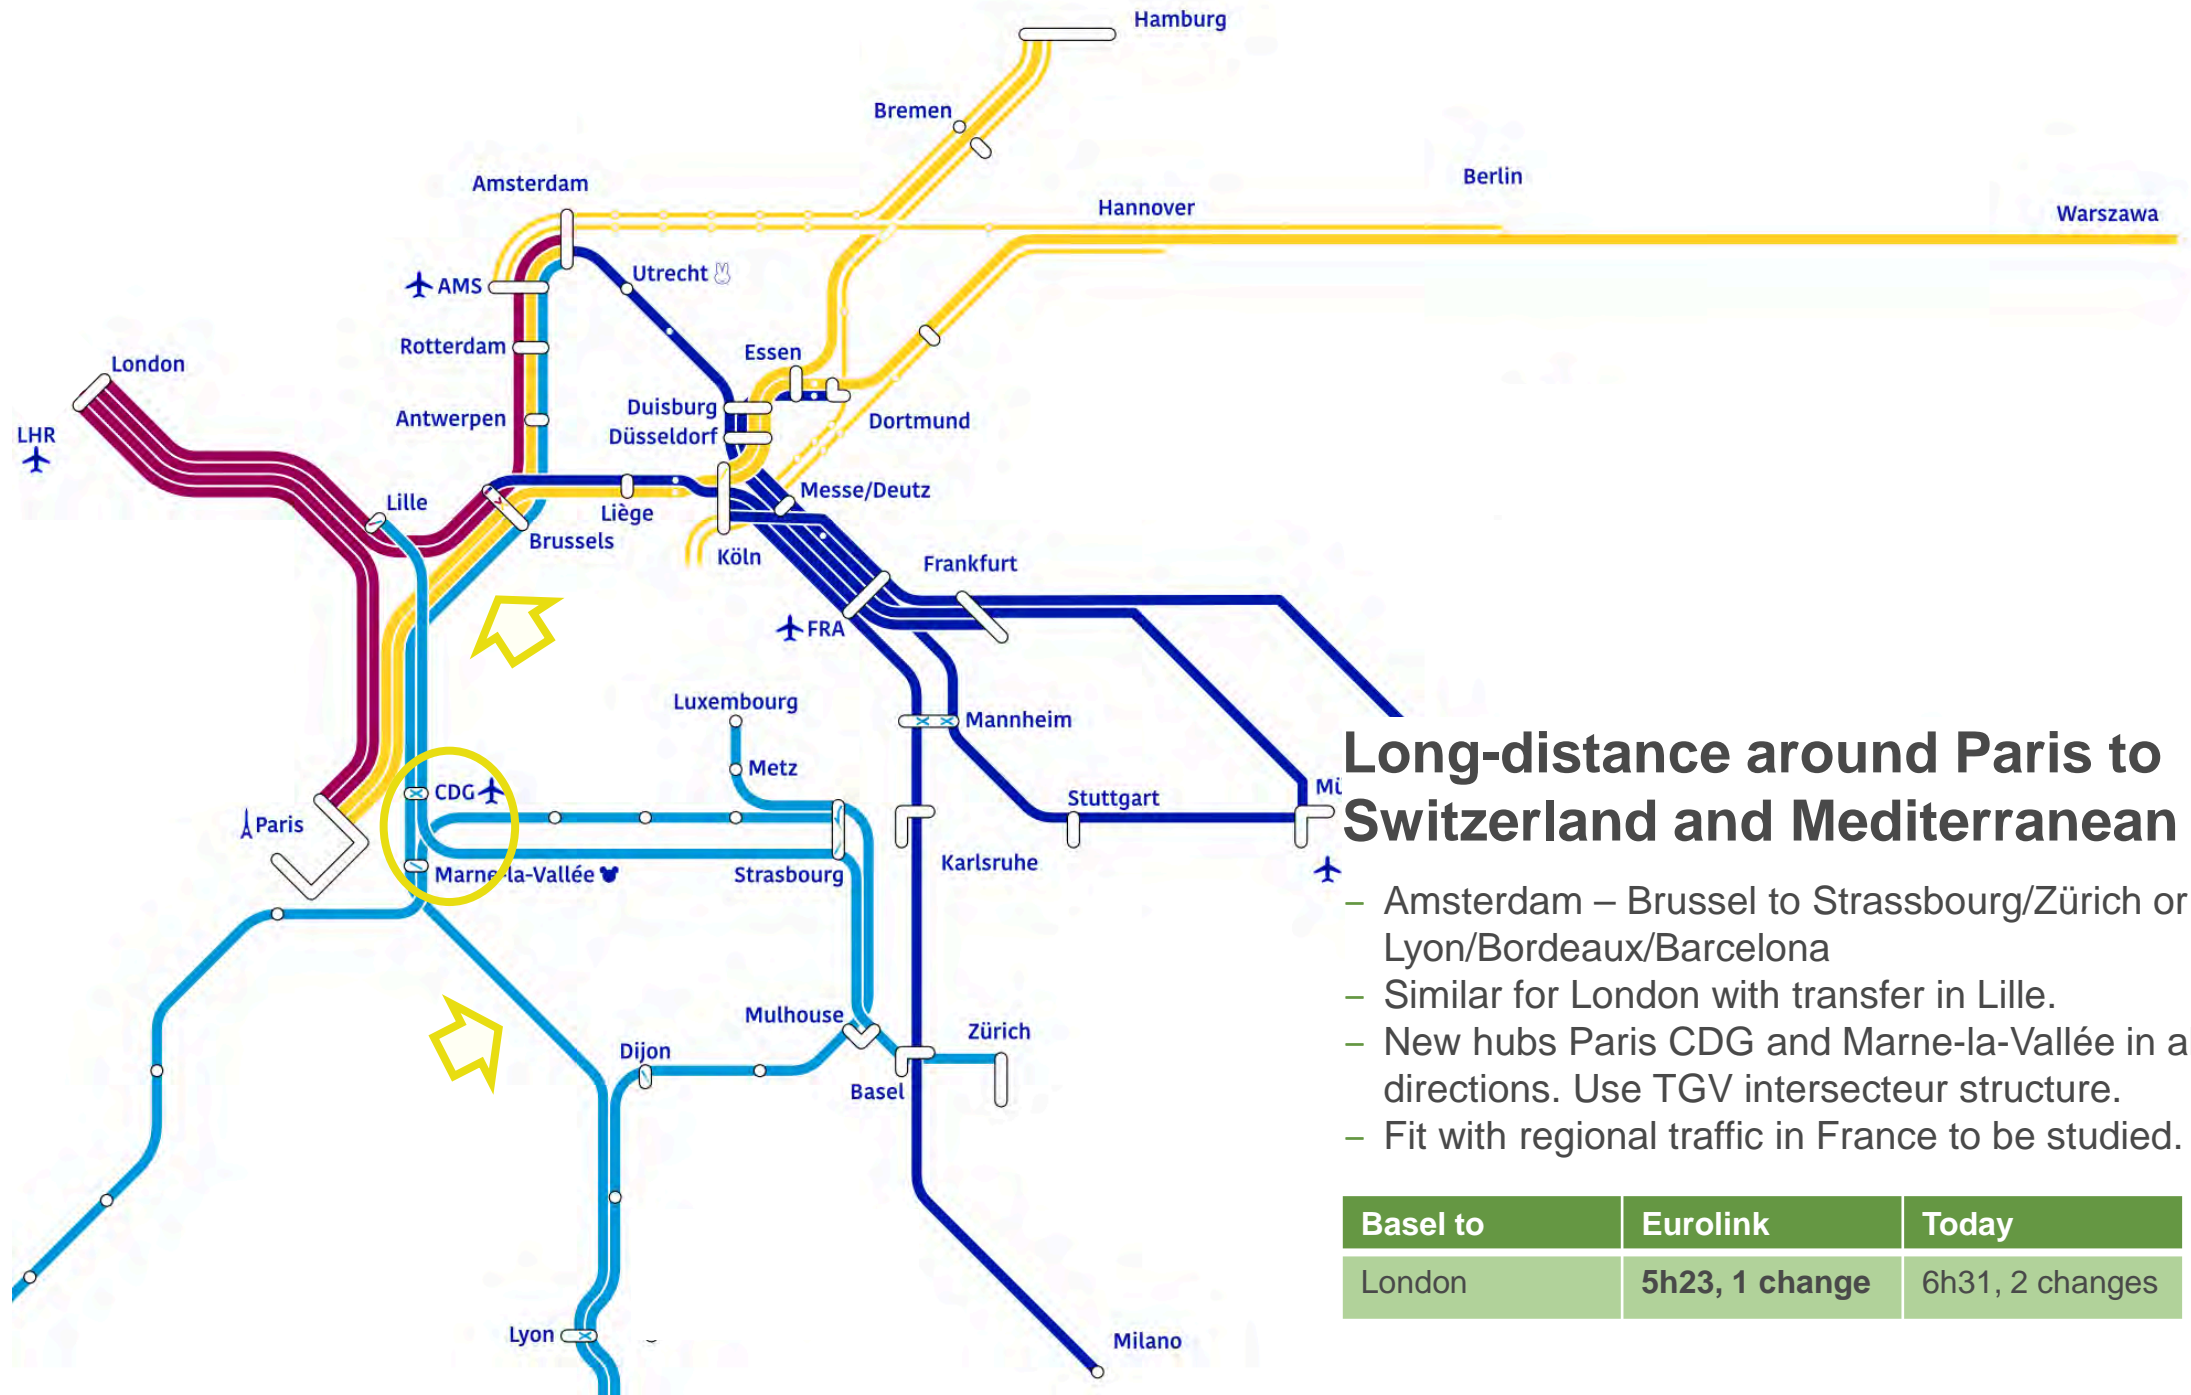 Hamburg
Bremen
Berlin
Amsterdam
Hannover
Warszawa
Utrecht
AMS
Rotterdam
Essen
London
Duisburg
Antwerpen
Dortmund
Düsseldorf
LHR
Messe/Deutz
Lille
Liège
Brussels
Köln
Frankfurt
FRA
Luxembourg
Mannheim
Metz
CDG
Stuttgart
Mü
Paris
Karlsruhe
Marne-la-Vallée
Strasbourg
Mulhouse
Zürich
Dijon
Basel
Lyon
Milano
Long-distance around Paris to
Switzerland and Mediterranean
– Amsterdam – Brussel to Strassbourg/Zürich or
Lyon/Bordeaux/Barcelona
– Similar for London with transfer in Lille.
– New hubs Paris CDG and Marne-la-Vallée in a
directions. Use TGV intersecteur structure.
– Fit with regional traffic in France to be studied.
Basel to Eurolink Today
London 5h23, 1 change 6h31, 2 changes